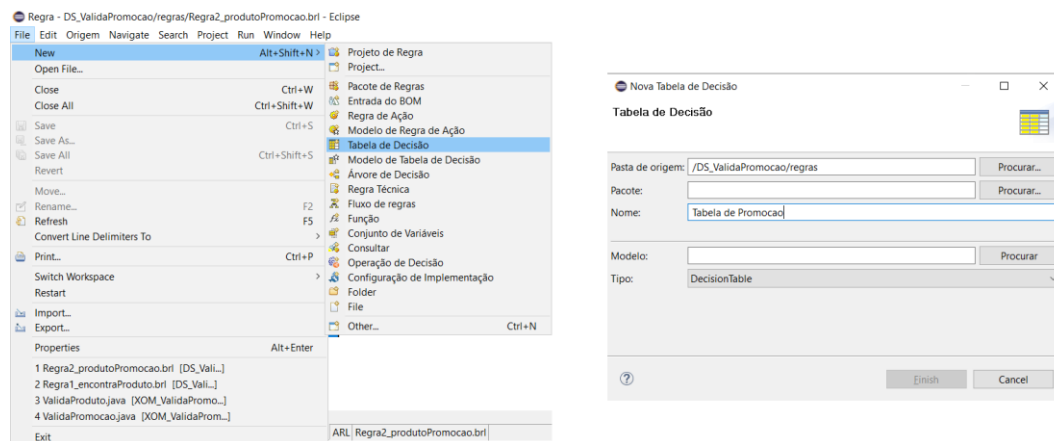 Regra - DS_ValidaPromocao/regras/Regra2_produtoPromocao.brl - Eclipse
File Edit Origem Navigate Search Project Run Window Help
New Alt+Shift+N >
Open File...
Close Ctrl+W
Close All Ctrl+Shift+W
Save Ctrl+S
Save As...
Save All Ctrl+Shift+S
Revert
Move...
Rename... F2
Refresh F5
Convert Line Delimiters To >
Print... Ctrl+P
Switch Workspace >
Restart
Import...
Export...
Properties Alt+Enter
1 Regra2_produtoPromocao.brl [DS_Vali...]
2 Regra1_encontraProduto.brl [DS_Vali...]
3 ValidaProduto.java [XOM_ValidaPromo...]
4 ValidaPromocao.java [XOM_ValidaProm...]
Exit
Projeto de Regra
Project...
Pacote de Regras
Entrada do BOM
Regra de Ação
Modelo de Regra de Ação
Tabela de Decisão
Modelo de Tabela de Decisão
Árvore de Decisão
Regra Técnica
Fluxo de regras
Função
Conjunto de Variáveis
Consultar
Operação de Decisão
Configuração de Implementação
Folder
File
Other... Ctrl+N
ARL Regra2_produtoPromocao.brl
Nova Tabela de Decisão
Tabela de Decisão
Pasta de origem: /DS_ValidaPromocao/regras Procurar...
Pacote: Procurar...
Nome: Tabela de Promocao
Modelo: Procurar
Tipo: DecisionTable
Finish Cancel